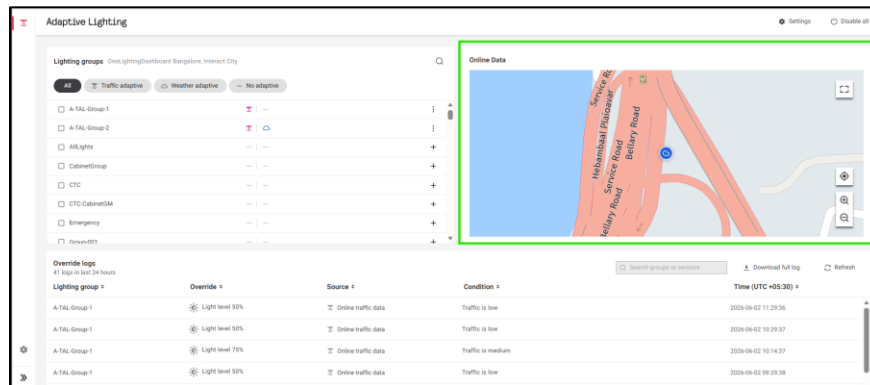 Adaptive Lighting
Settings
Disable all
Lighting groups OneLightingDashboard Bangalore, Interact City
All
Traffic adaptive
Weather adaptive
No adaptive
A-TAL-Group-1
A-TAL-Group-2
AllLights
CabinetGroup
CTC
CTC-CabinetGM
Emergency
Group-001
Online Data
Service Ro
Hebambaal Plaioavar
Service Road
Bellary Road
Bellary Road
Override logs
41 logs in last 24 hours
Search groups or sensors
Download full log
Refresh
Lighting group Override Source Condition Time (UTC +05:30)
A-TAL-Group-1 Light level 50% Online traffic data Traffic is low 2026-06-02 11:29:36
A-TAL-Group-1 Light level 50% Online traffic data Traffic is low 2026-06-02 10:29:37
A-TAL-Group-1 Light level 75% Online traffic data Traffic is medium 2026-06-02 10:14:37
A-TAL-Group-1 Light level 50% Online traffic data Traffic is low 2026-06-02 09:29:38